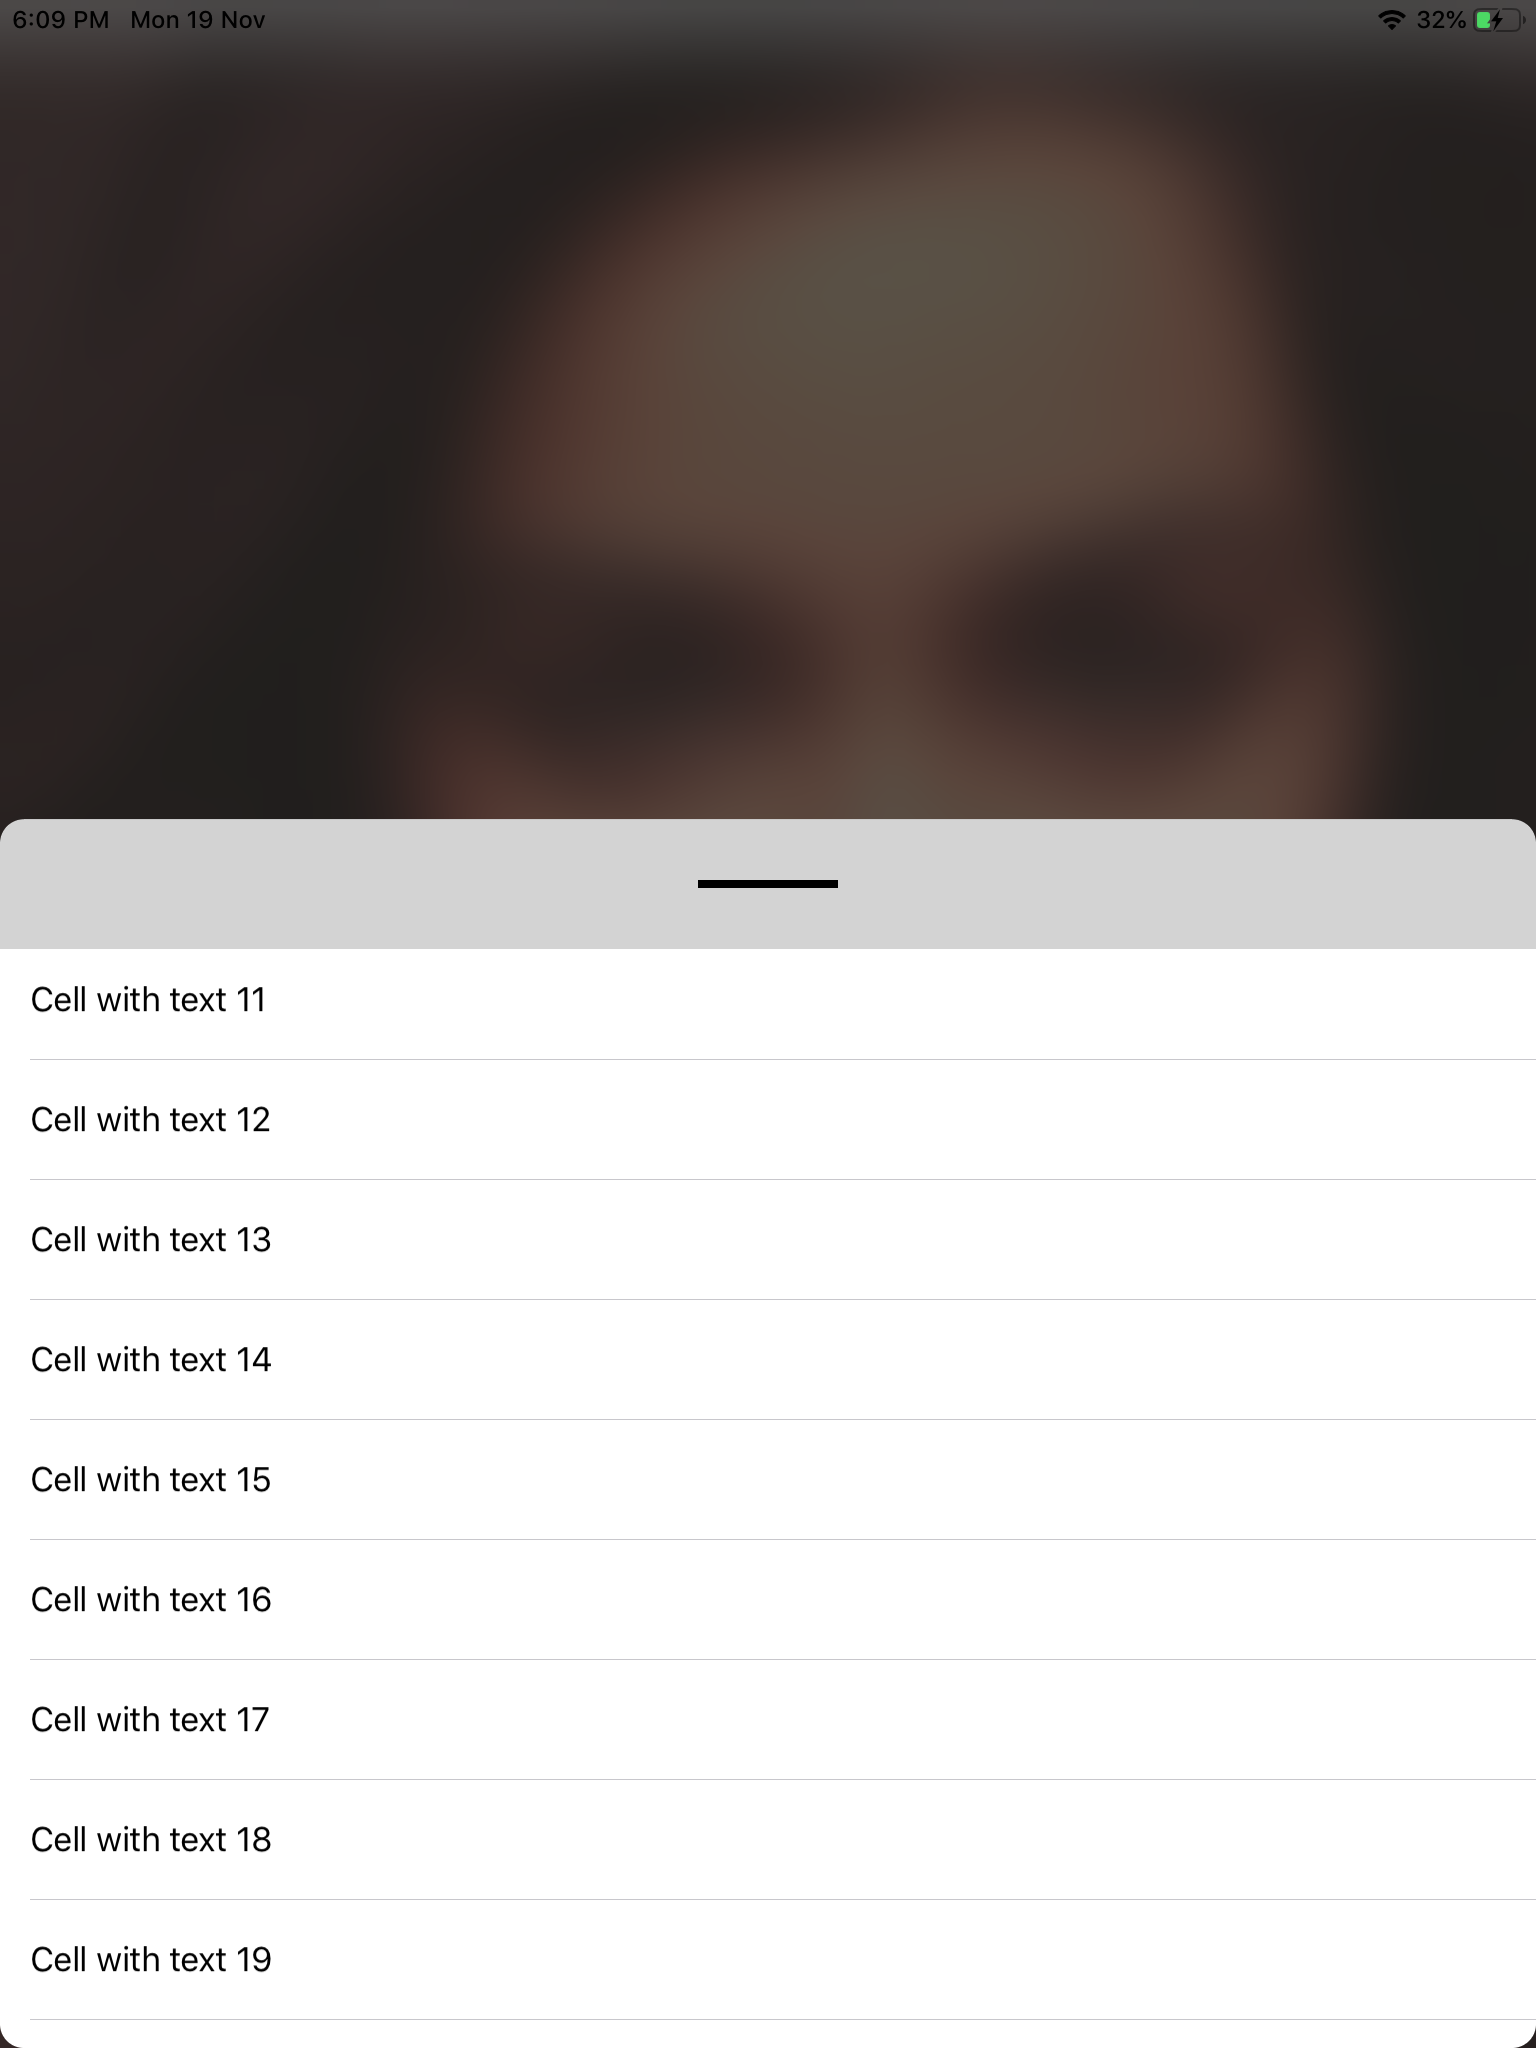 6:09 PM Mon 19 Nov 32%
Cell with text 11
Cell with text 12
Cell with text 13
Cell with text 14
Cell with text 15
Cell with text 16
Cell with text 17
Cell with text 18
Cell with text 19